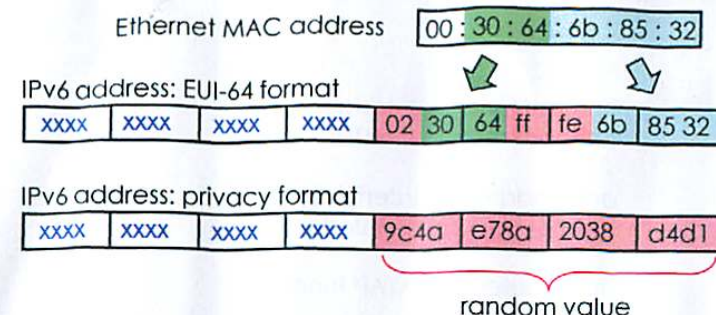 Ethernet MAC address 00 : 30 : 64 : 6b : 85 : 32
IPv6 address: EUI-64 format
xxxx xxxx xxxx xxxx 02 30 64 ff fe 6b 85 32
IPv6 address: privacy format
xxxx xxxx xxxx xxxx 9c4a e78a 2038 d4d1
random value